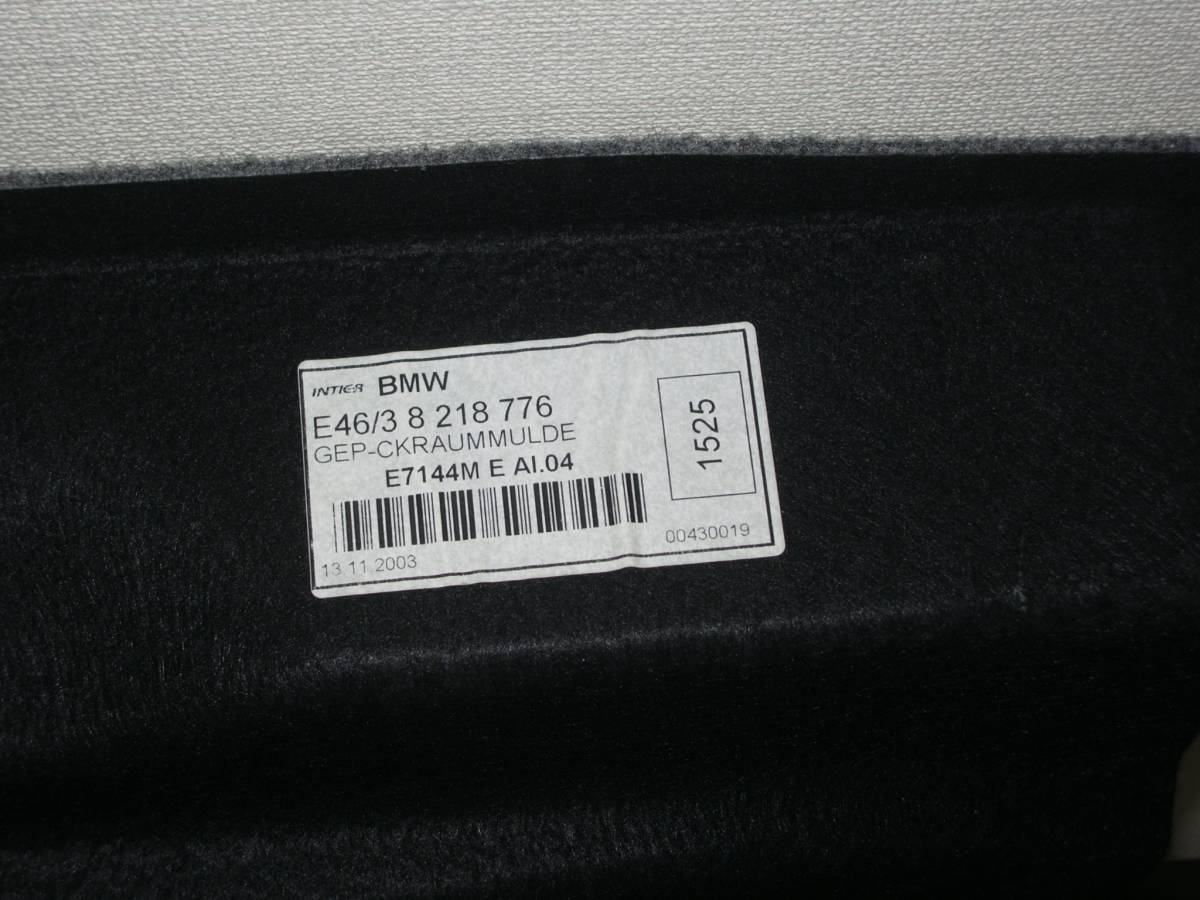 INTIER BMW
E46/3 8 218 776
GEP-CKRAUMMULDE
E7144M E AI.04
1525
13.11.2003
00430019